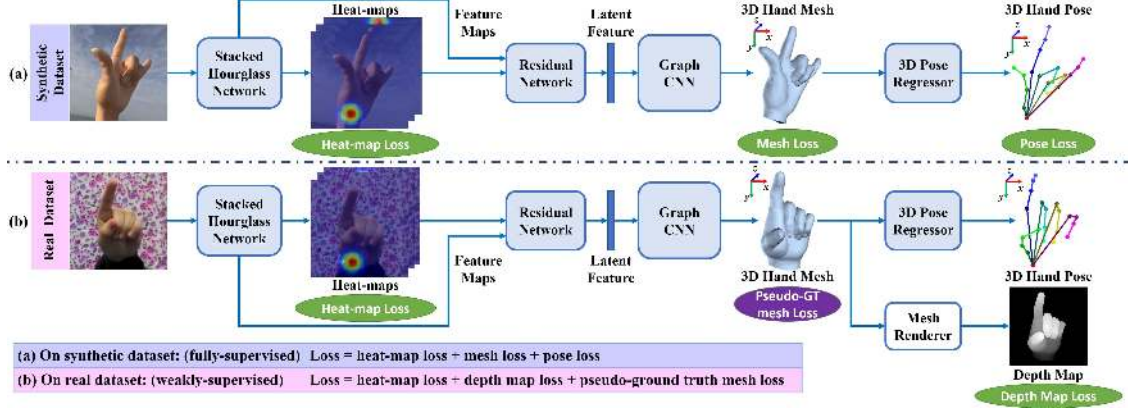 Heat-maps
Feature
Maps
Latent
Feature
3D Hand Mesh
3D Hand Pose
(a)
Synthetic
Dataset
Stacked
Hourglass
Network
Residual
Network
Graph
CNN
z
x
y
3D Pose
Regressor
z
x
y
Heat-map Loss
Mesh Loss
Pose Loss
(b)
Real Dataset
Stacked
Hourglass
Network
Residual
Network
Graph
CNN
z
x
y
3D Pose
Regressor
z
x
y
Heat-maps
Feature
Maps
Latent
Feature
3D Hand Mesh
3D Hand Pose
Heat-map Loss
Pseudo-GT
mesh Loss
Mesh
Renderer
Depth Map
Depth Map Loss
(a) On synthetic dataset: (fully-supervised) Loss = heat-map loss + mesh loss + pose loss
(b) On real dataset: (weakly-supervised) Loss = heat-map loss + depth map loss + pseudo-ground truth mesh loss